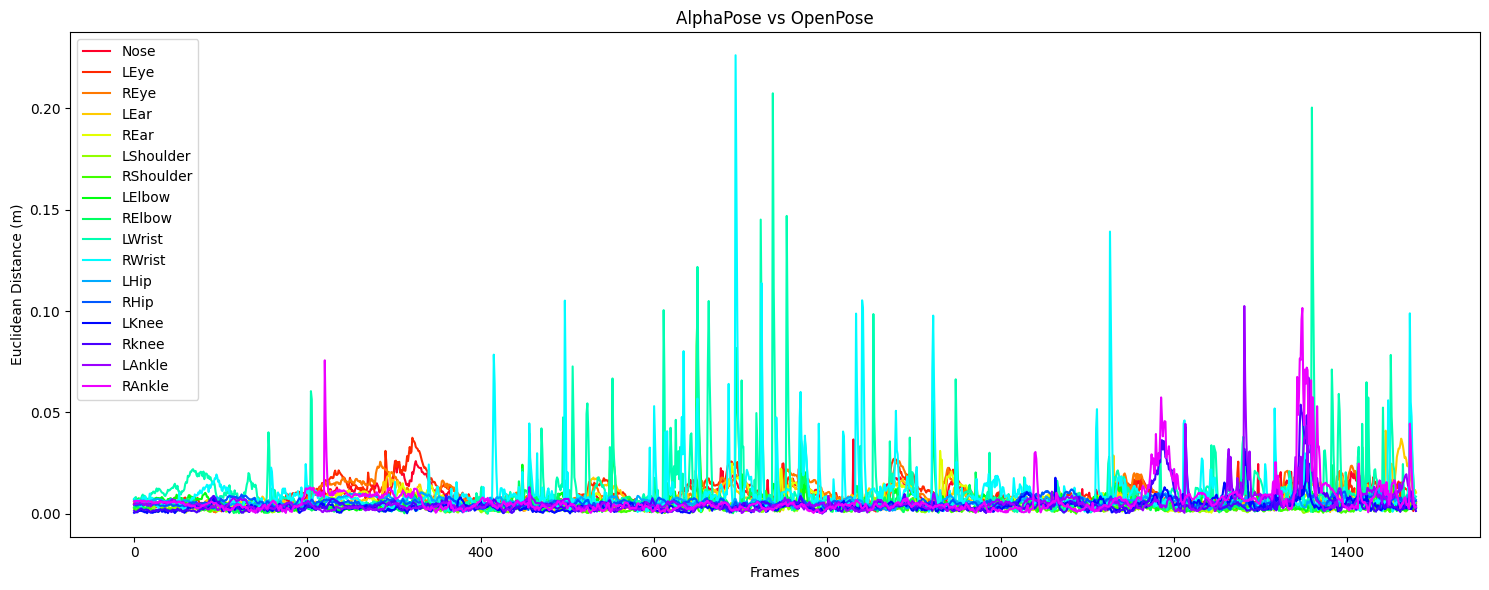 AlphaPose vs OpenPose
Nose
LEye
REye
LEar
REar
LShoulder
RShoulder
LElbow
RElbow
LWrist
RWrist
LHip
RHip
LKnee
Rknee
LAnkle
RAnkle
Euclidean Distance (m)
0.20
0.15
0.10
0.05
0.00
0 200 400 600 800 1000 1200 1400
Frames